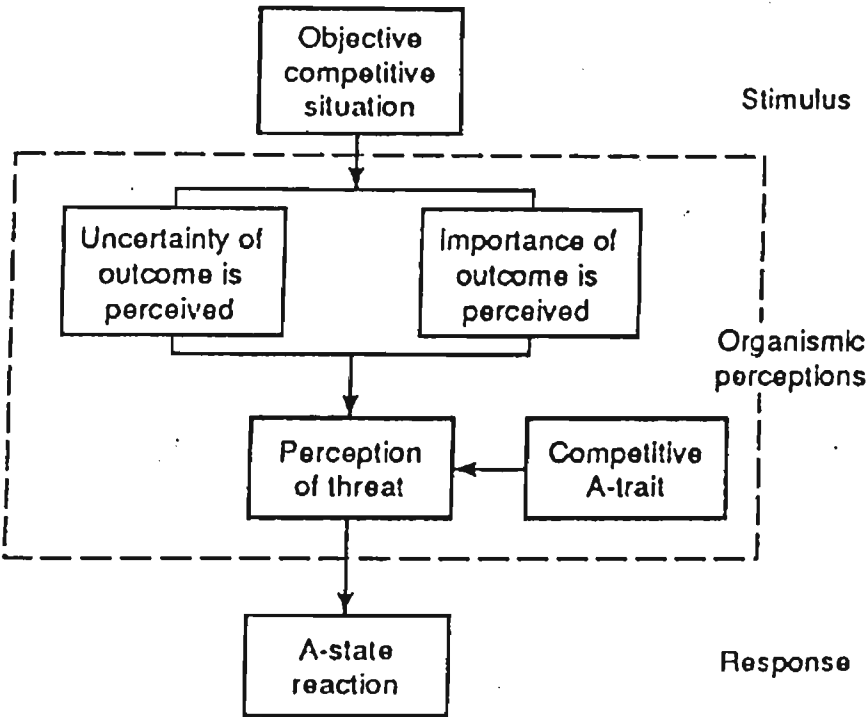 Objective
competitive
situation
Stimulus
Uncertainty of
outcome is
perceived
Importance of
outcome is
perceived
Organismic
perceptions
Perception
of threat
Competitive
A-trait
A-state
reaction
Response